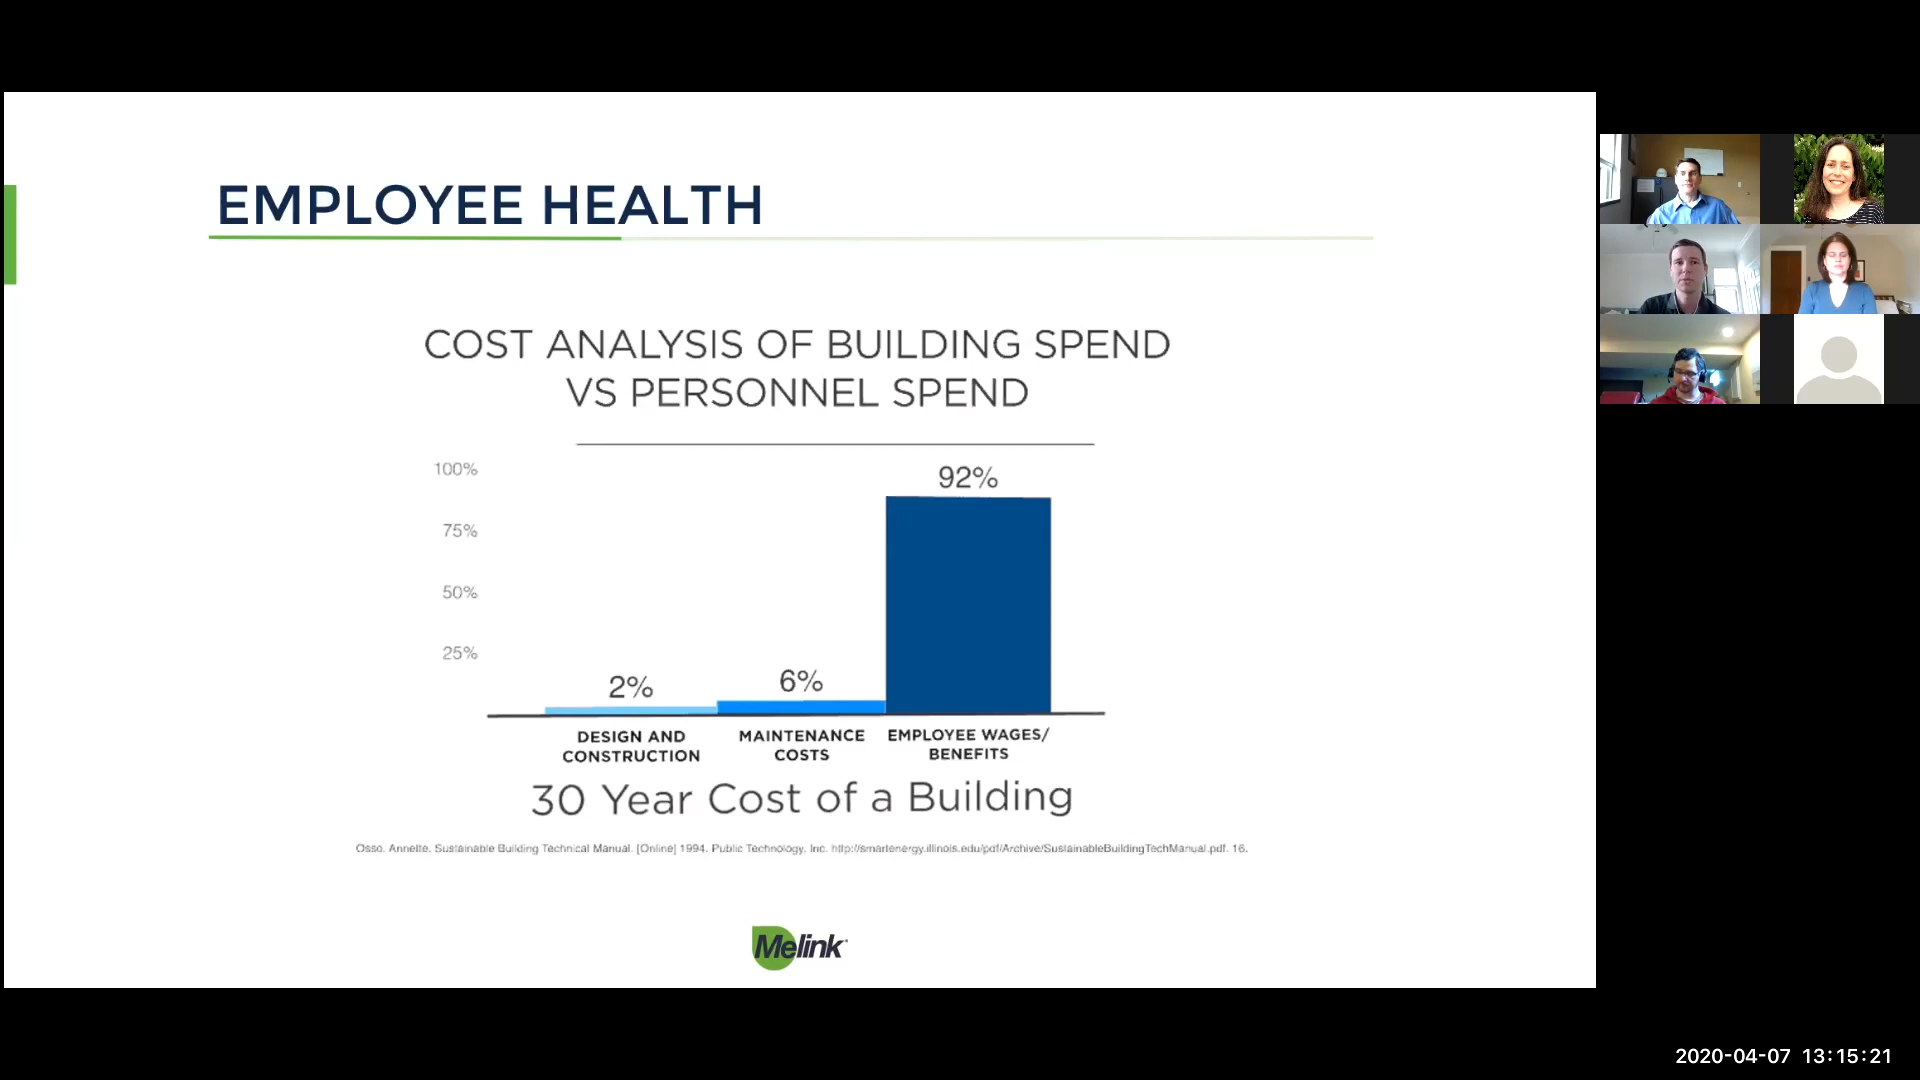 EMPLOYEE HEALTH
COST ANALYSIS OF BUILDING SPEND
VS PERSONNEL SPEND
100%
75%
50%
25%
2%
6%
92%
DESIGN AND
CONSTRUCTION
MAINTENANCE
COSTS
EMPLOYEE WAGES/
BENEFITS
30 Year Cost of a Building
Osso, Annette. Sustainable Building Technical Manual. [Online] 1994. Public Technology, Inc. http://smartenergy.illinois.edu/pdf/Archive/SustainableBuildingTechManual.pdf. 16.
Melink
2020-04-07 13:15:21